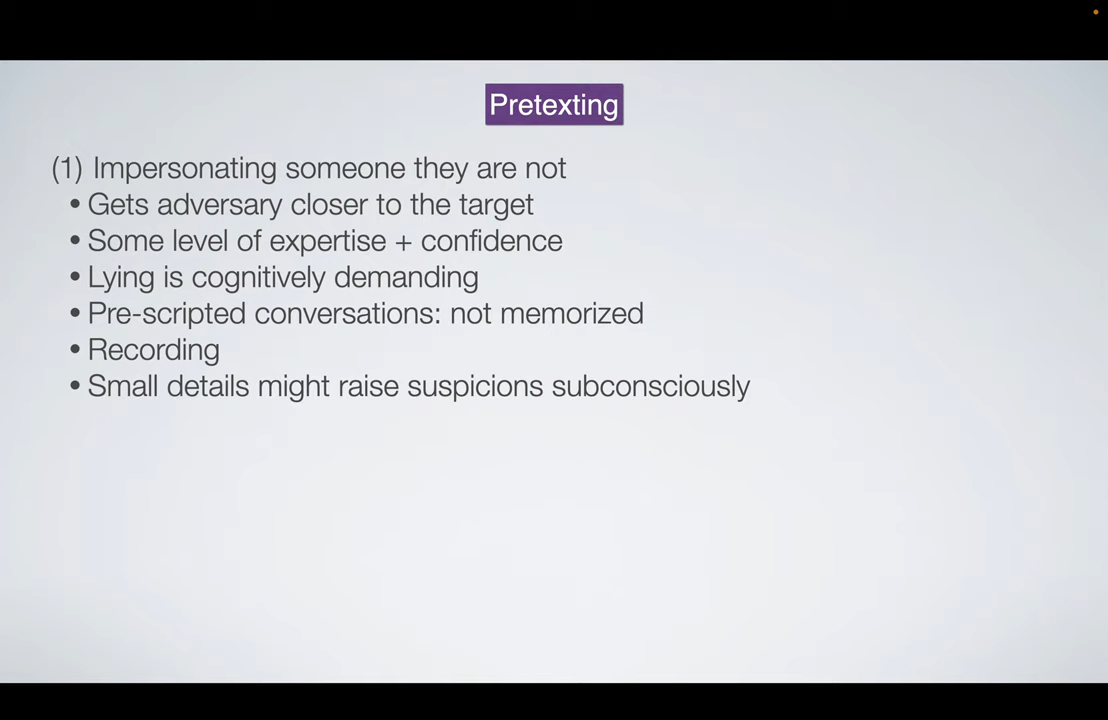 Pretexting
(1) Impersonating someone they are not
• Gets adversary closer to the target
• Some level of expertise + confidence
• Lying is cognitively demanding
• Pre-scripted conversations: not memorized
• Recording
• Small details might raise suspicions subconsciously